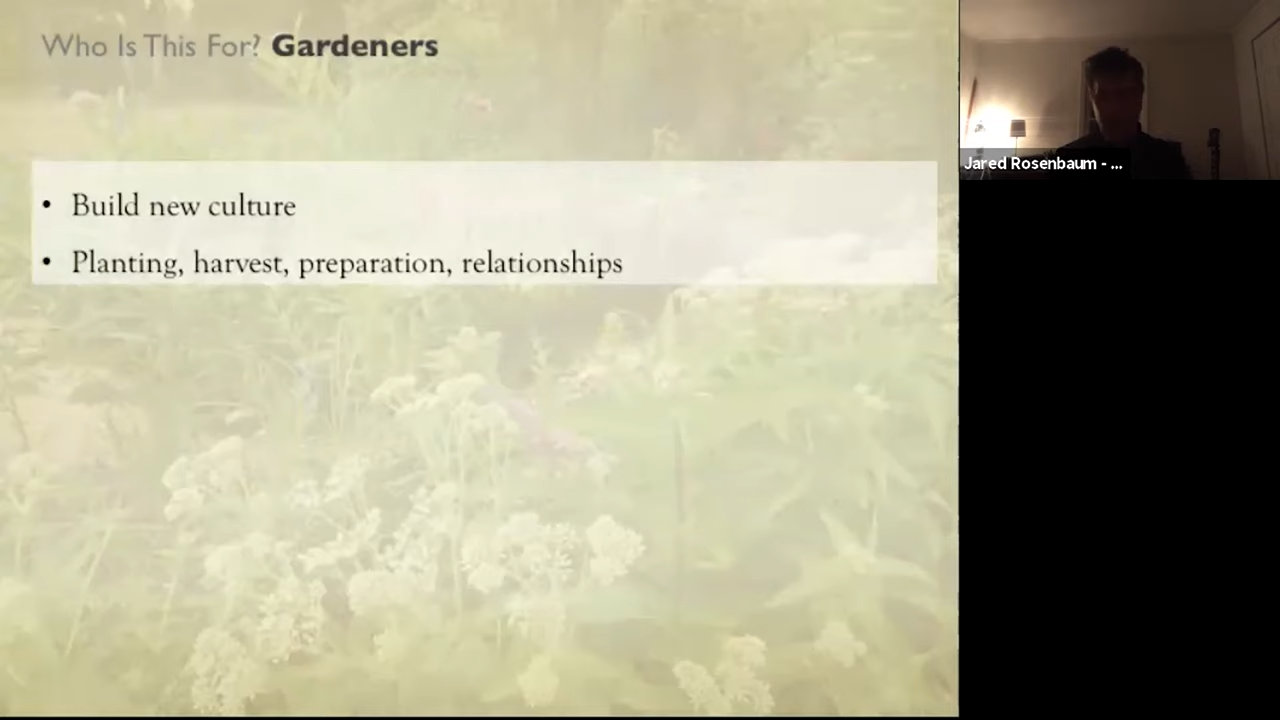 Who Is This For? Gardeners
• Build new culture
• Planting, harvest, preparation, relationships
Jared Rosenbaum - ...